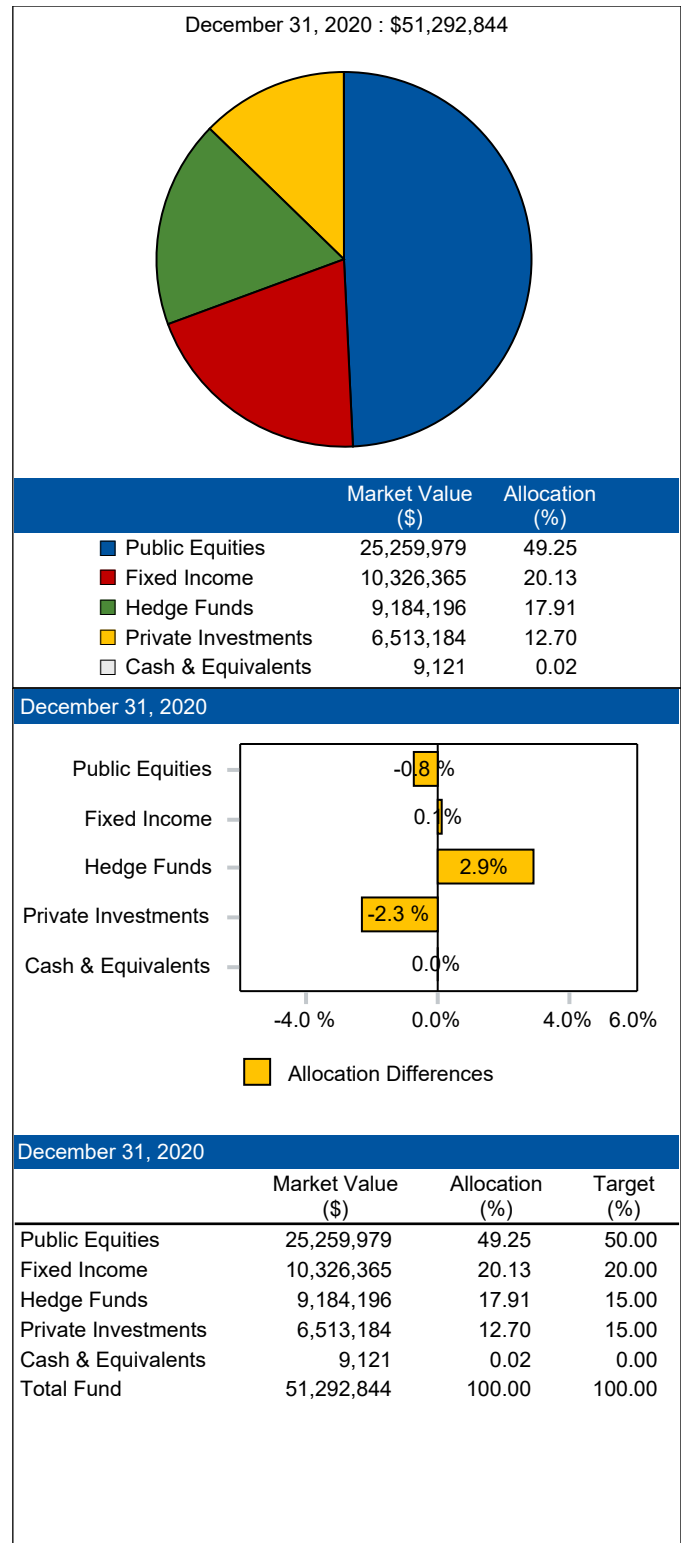 December 31, 2020 : $51,292,844
Market Value Allocation
($) (%)
Public Equities 25,259,979 49.25
Fixed Income 10,326,365 20.13
Hedge Funds 9,184,196 17.91
Private Investments 6,513,184 12.70
Cash & Equivalents 9,121 0.02
December 31, 2020
Public Equities -0.8 %
Fixed Income 0.1%
Hedge Funds 2.9%
Private Investments -2.3 %
Cash & Equivalents 0.0%
-4.0 % 0.0% 4.0% 6.0%
Allocation Differences
December 31, 2020
Market Value Allocation Target
($) (%) (%)
Public Equities 25,259,979 49.25 50.00
Fixed Income 10,326,365 20.13 20.00
Hedge Funds 9,184,196 17.91 15.00
Private Investments 6,513,184 12.70 15.00
Cash & Equivalents 9,121 0.02 0.00
Total Fund 51,292,844 100.00 100.00